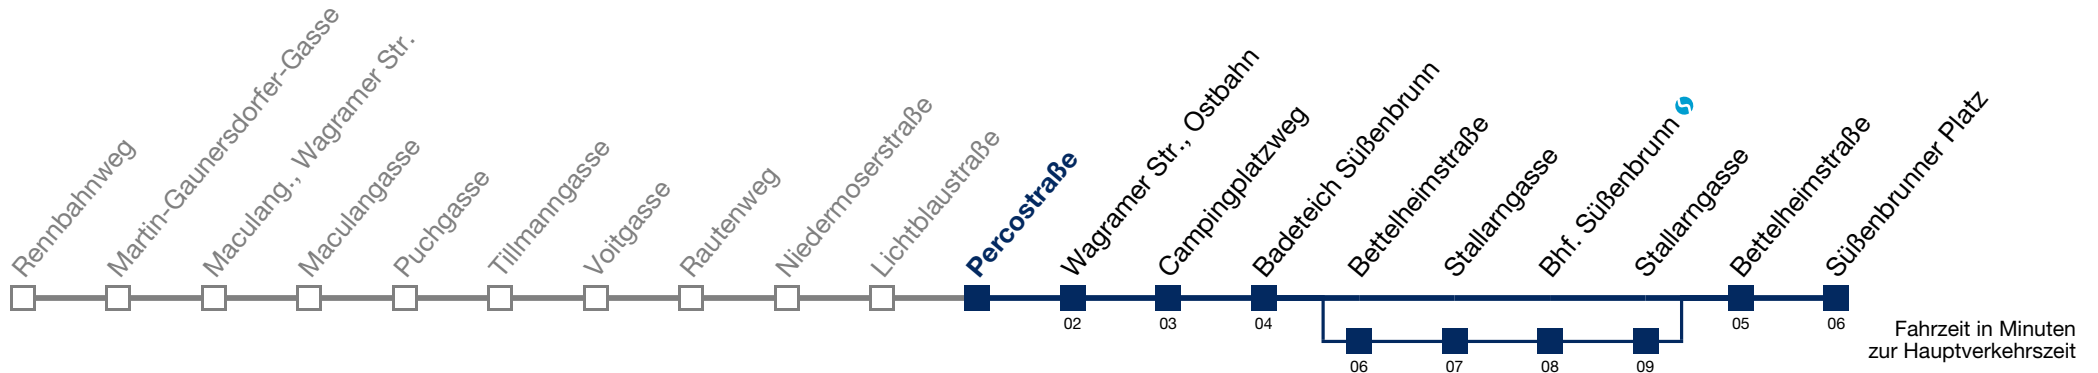 Rennbahnweg
Martin-Gaunersdorfer-Gasse
Maculang., Wagramer Str.
Maculangasse
Puchgasse
Tillmanngasse
Voitgasse
Rautenweg
Niedermoserstraße
Lichtblaustraße
Percostraße
Wagramer Str., Ostbahn
Campingplatzweg
Badeteich Süßenbrunn
Bettelheimstraße
Stallarngasse
Bhf. Süßenbrunn
Stallarngasse
Bettelheimstraße
Süßenbrunner Platz
02
03
04
05
06
06
07
08
09
Fahrzeit in Minuten
zur Hauptverkehrszeit